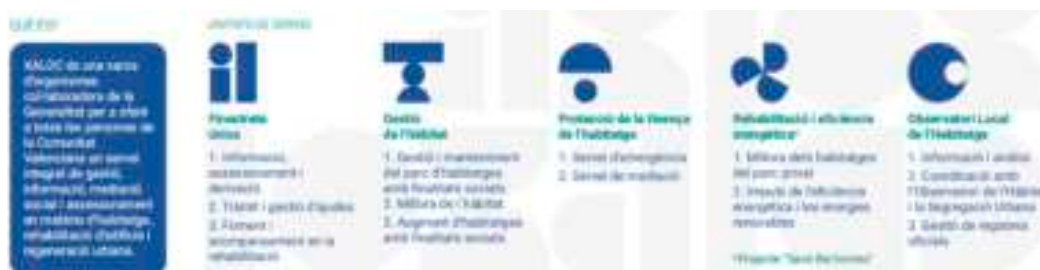 què és?
XALOC és una xarxa
d'organismes
col·laboradors de la
Generalitat per a oferir
a totes les persones de
la Comunitat
Valenciana un servei
integral de gestió,
informació, mediació
social i assessorament
en matèria d'habitatge,
rehabilitació d'edificis i
regeneració urbana.
Finestreta
única
1. Informació,
assessorament i
derivació
2. Tràmit i gestió d'ajudes
3. Foment i
acompanyament en la
rehabilitació
Gestió
de l'hàbitat
1. Gestió i manteniment
del parc d'habitatges
amb finalitats socials
2. Millora de l'hàbitat
3. Augment d'habitatges
amb finalitats socials
Protecció de la tinença
de l'habitatge
1. Servei d'emergència
2. Servei de mediació
Rehabilitació i eficiència
energètica*
1. Millora dels habitatges
del parc privat
2. Impuls de l'eficiència
energètica i les energies
renovables
*Projecte
Observatori Local
de l'Habitatge
1. Informació i anàlisi
2. Coordinació amb
l'Observatori de l'Hàbitat
i la Segregació Urbana
3. Gestió de registres
oficials